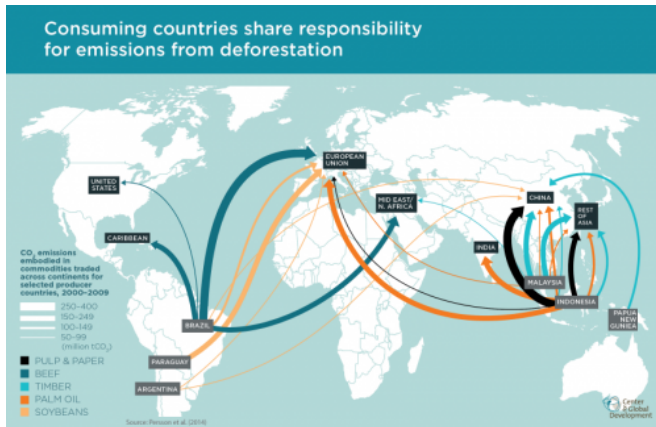 Consuming countries share responsibility
for emissions from deforestation
EUROPEAN
UNION
UNITED
STATES
MID EAST/
N. AFRICA
CHINA
REST
OF
ASIA
CARIBBEAN
INDIA
CO₂ emissions
embodied in
commodities traded
across continents for
selected producer
countries, 2000–2009
250–400
150–249
100–149
50–99
(million tCO₂)
MALAYSIA
INDONESIA
PAPUA
NEW
GUNIEA
BRAZIL
PARAGUAY
ARGENTINA
PULP & PAPER
BEEF
TIMBER
PALM OIL
SOYBEANS
Source: Persson et al. (2014)
Center
Global
Development